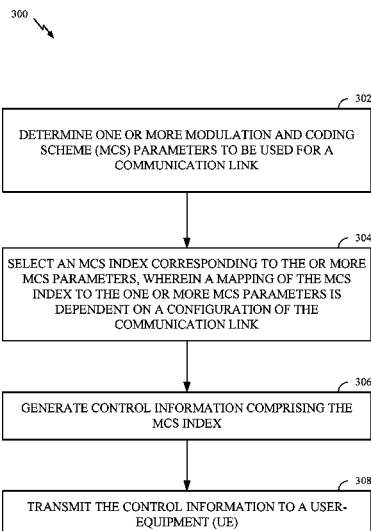 300
302
DETERMINE ONE OR MORE MODULATION AND CODING
SCHEME (MCS) PARAMETERS TO BE USED FOR A
COMMUNICATION LINK
304
SELECT AN MCS INDEX CORRESPONDING TO THE OR MORE
MCS PARAMETERS, WHEREIN A MAPPING OF THE MCS
INDEX TO THE ONE OR MORE MCS PARAMETERS IS
DEPENDENT ON A CONFIGURATION OF THE
COMMUNICATION LINK
306
GENERATE CONTROL INFORMATION COMPRISING THE
MCS INDEX
308
TRANSMIT THE CONTROL INFORMATION TO A USER-
EQUIPMENT (UE)